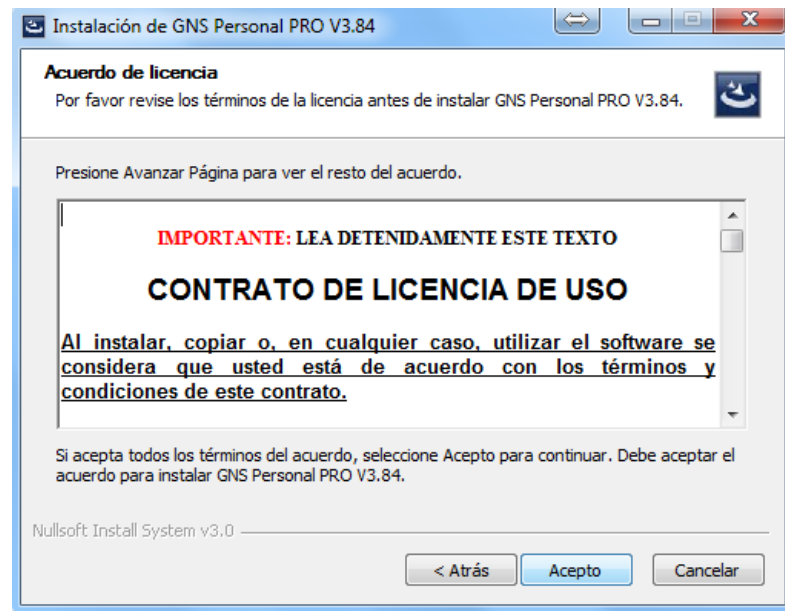 Instalación de GNS Personal PRO V3.84
Acuerdo de licencia
Por favor revise los términos de la licencia antes de instalar GNS Personal PRO V3.84.
Presione Avanzar Página para ver el resto del acuerdo.
IMPORTANTE: LEA DETENIDAMENTE ESTE TEXTO
CONTRATO DE LICENCIA DE USO
Al instalar, copiar o, en cualquier caso, utilizar el software se
considera que usted está de acuerdo con los términos y
condiciones de este contrato.
Si acepta todos los términos del acuerdo, seleccione Acepto para continuar. Debe aceptar el
acuerdo para instalar GNS Personal PRO V3.84.
Nullsoft Install System v3.0
< Atrás
Acepto
Cancelar